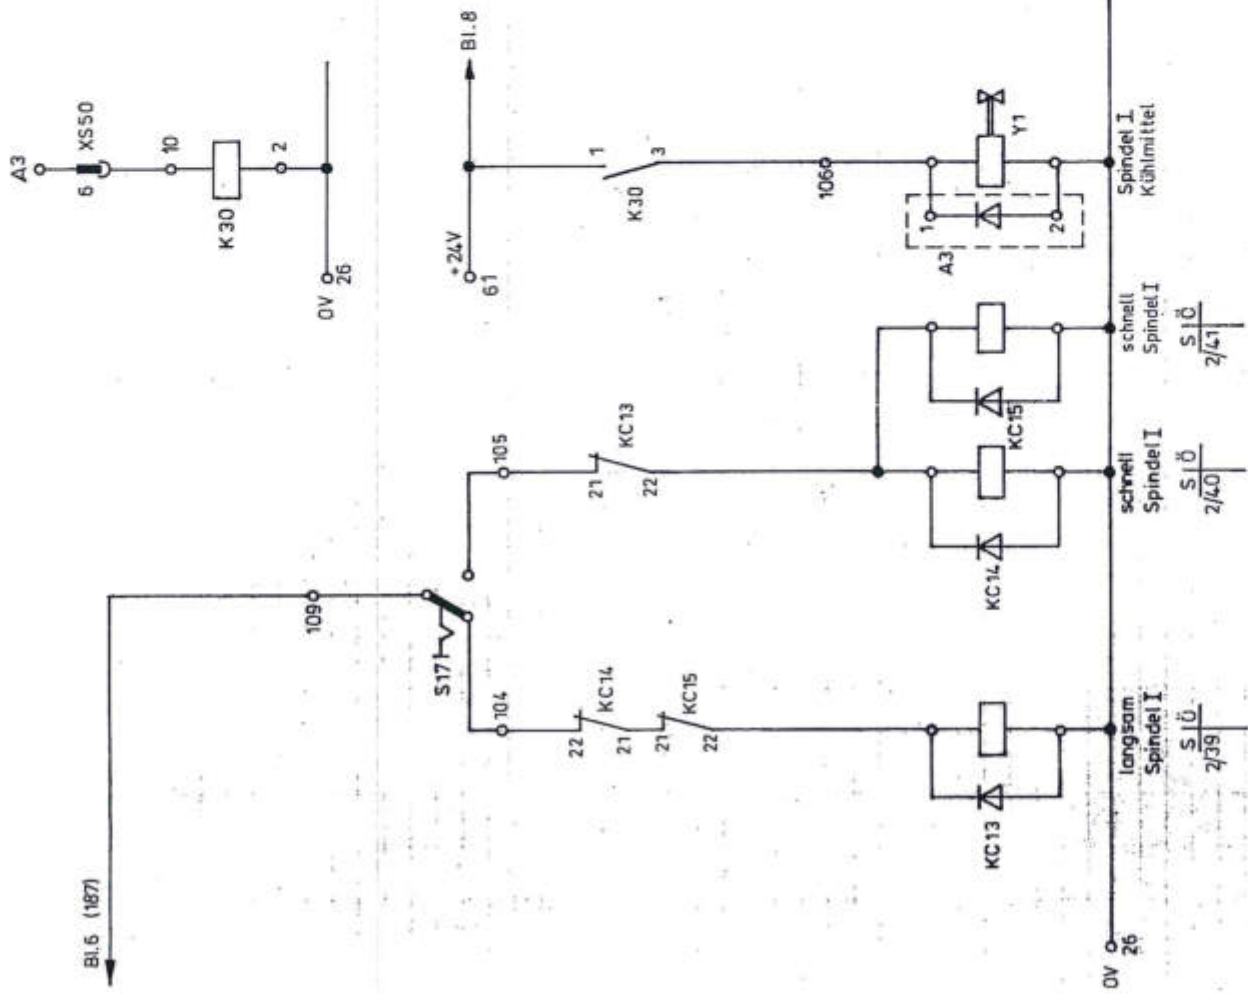 A3
6 XS50
10
K30
2
0V
26
Bl.6 (187)
Bl.8
+24V
61
109
S171
104
105
1
K30
3
106
22 KC14
21
21 KC15
22
21 KC13
22
KC13
KC14
KC15
A3
1
2
Y1
0V
26
langsam
Spindel I
S Ö
2/39
schnell
Spindel I
S Ö
2/40
schnell
Spindel I
S Ö
2/41
Spindel I
Kühlmittel